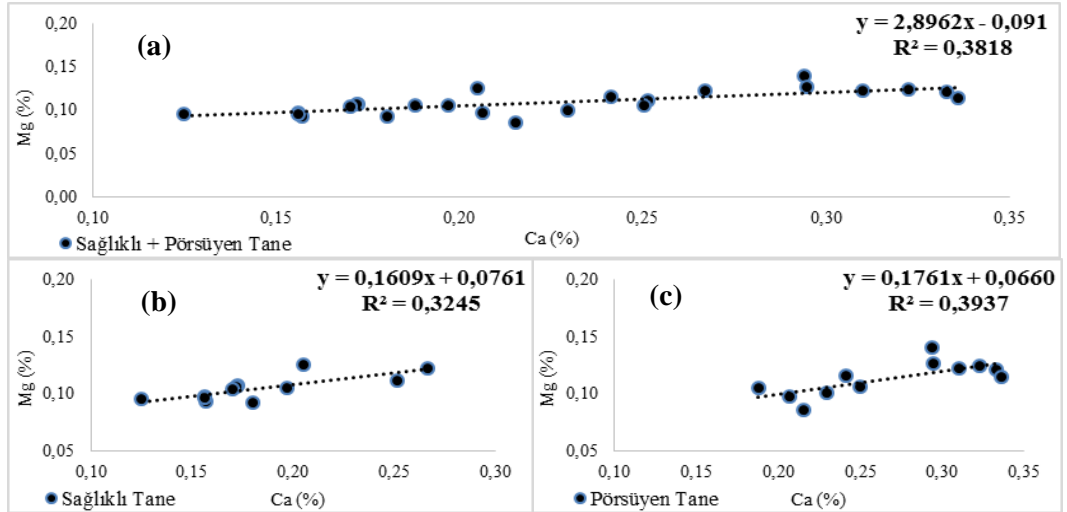 (a)
y = 2,8962x - 0,091
R² = 0,3818
Mg (%)
0,20
0,15
0,10
0,05
0,00
0,10 0,15 0,20 0,25 0,30 0,35
Ca (%)
Sağlıklı + Pörsüyen Tane
(b)
y = 0,1609x + 0,0761
R² = 0,3245
Mg (%)
0,20
0,15
0,10
0,05
0,10 0,15 0,20 0,25 0,30
Ca (%)
Sağlıklı Tane
(c)
y = 0,1761x + 0,0660
R² = 0,3937
Mg (%)
0,20
0,15
0,10
0,05
0,10 0,15 0,20 0,25 0,30 0,35
Ca (%)
Pörsüyen Tane